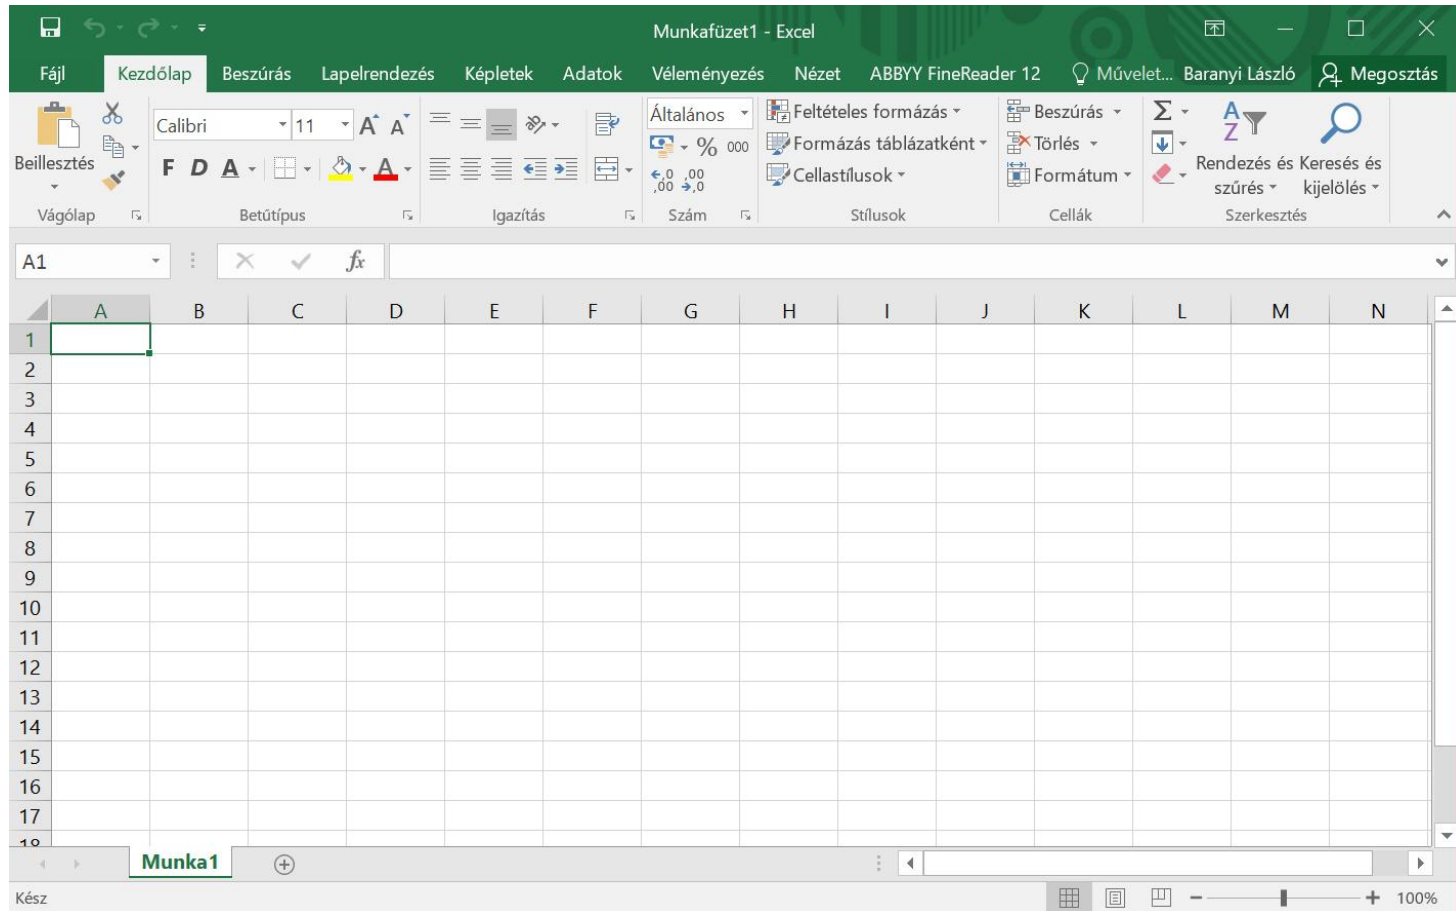 Munkafüzet1 - Excel
Fájl Kezdőlap Beszúrás Lapelrendezés Képletek Adatok Véleményezés Nézet ABBYY FineReader 12 Művelet... Baranyi László Megosztás
Beillesztés
Calibri 11
F D A A
Általános
% 000
Feltételes formázás
Formázás táblázatként
Cellastílusok
Beszúrás
Törlés
Formátum
Rendezés és szűrés
Keresés és kijelölés
Vágólap Betűtípus Igazítás Szám Stílusok Cellák Szerkesztés
A1 fx
A B C D E F G H I J K L M N
1
2
3
4
5
6
7
8
9
10
11
12
13
14
15
16
17
18
Munka1
Kész 100%